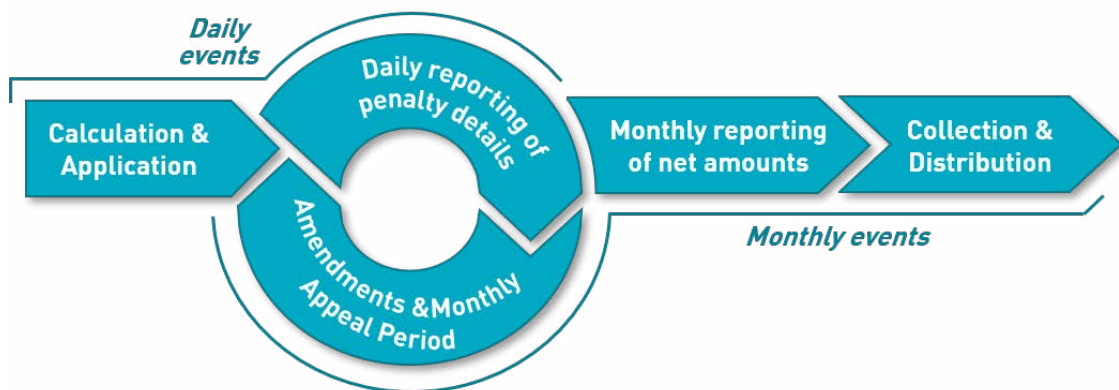 Daily
events
Calculation &
Application
Daily reporting of
penalty details
Amendments &Monthly
Appeal Period
Monthly reporting
of net amounts
Collection &
Distribution
Monthly events